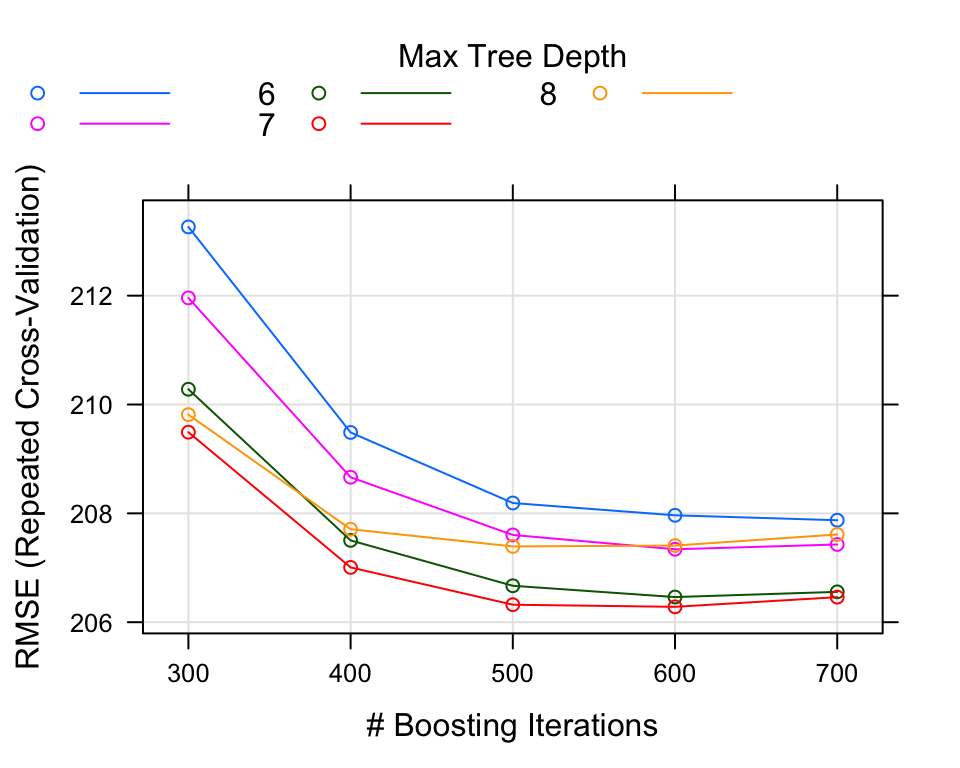 Max Tree Depth
6 8
7
RMSE (Repeated Cross-Validation)
212
210
208
206
300 400 500 600 700
# Boosting Iterations